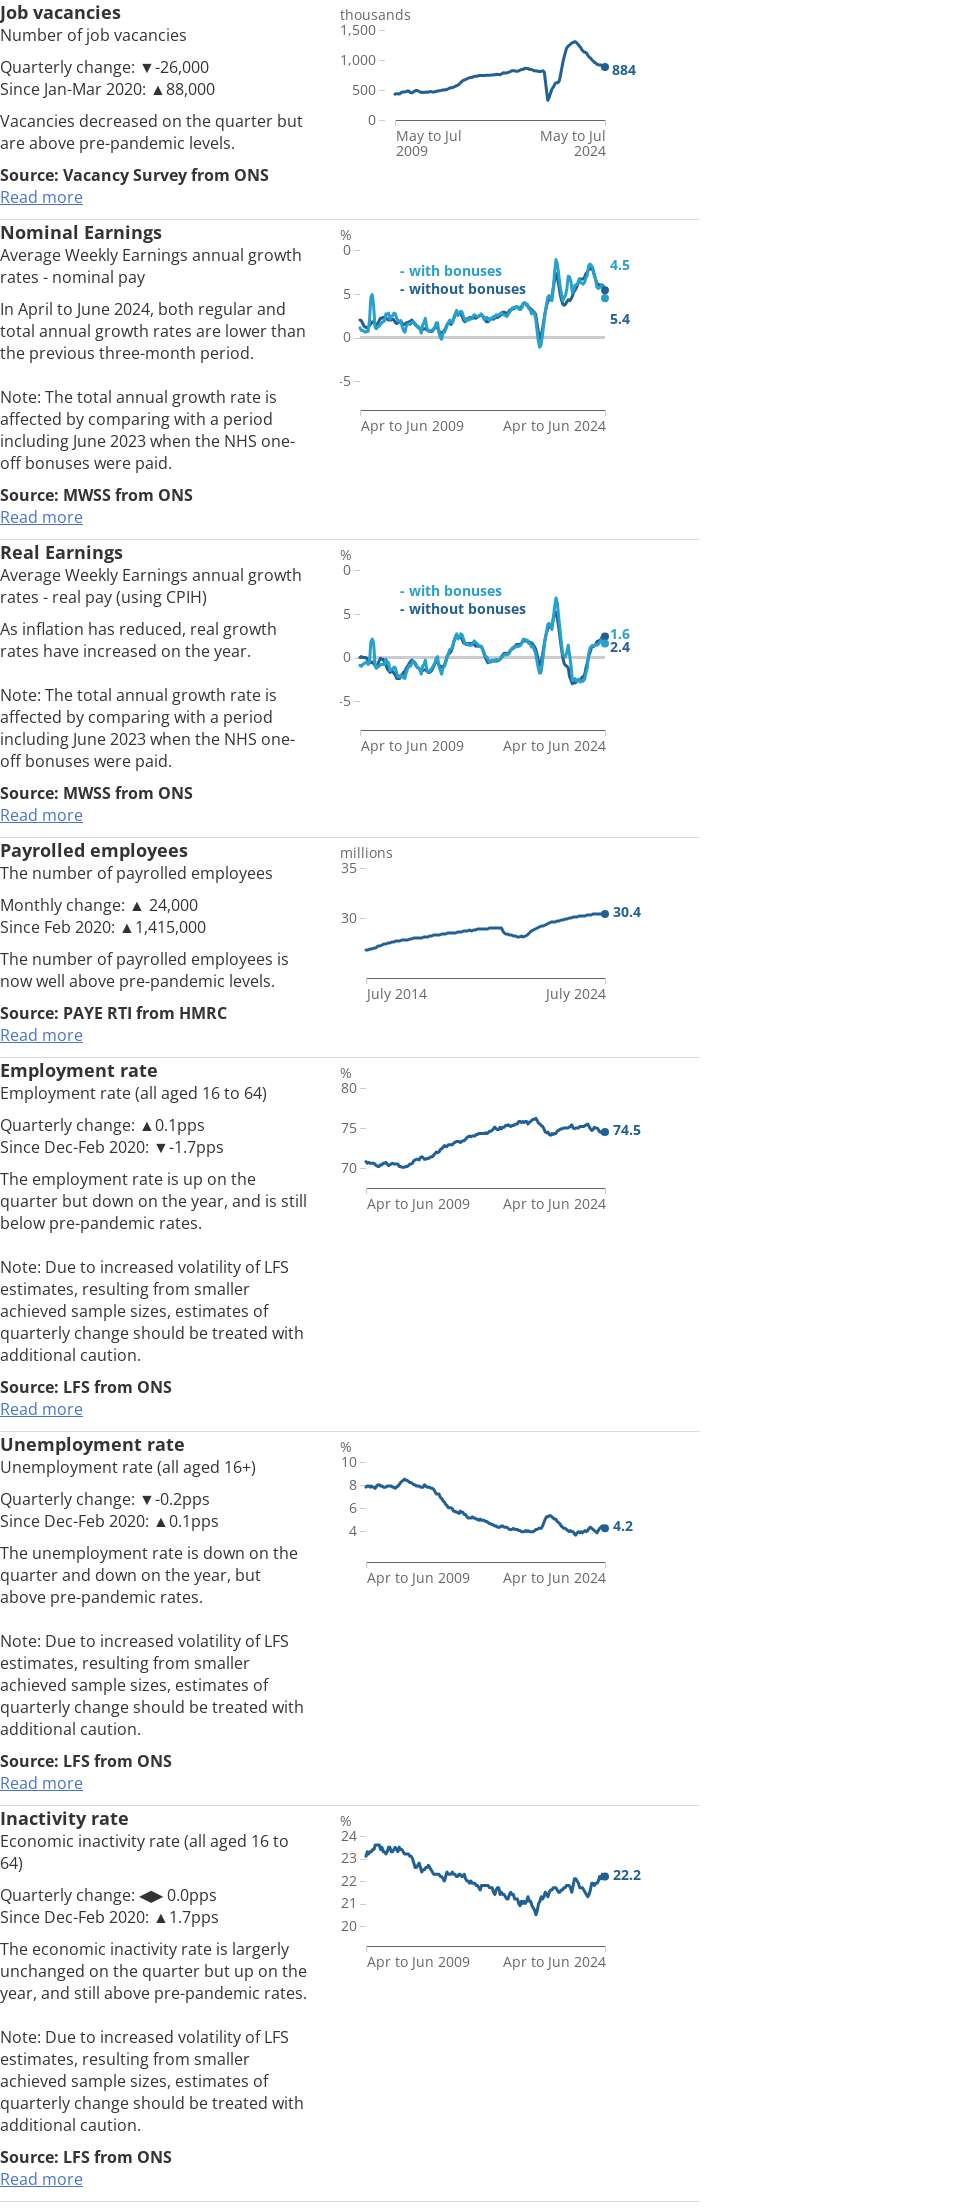 Job vacancies
Number of job vacancies
Quarterly change: ▼-26,000
Since Jan-Mar 2020: ▲88,000
Vacancies decreased on the quarter but
are above pre-pandemic levels.
Source: Vacancy Survey from ONS
Read more
thousands
1,500
1,000
500
0
884
May to Jul
2009
May to Jul
2024
Nominal Earnings
Average Weekly Earnings annual growth
rates - nominal pay
In April to June 2024, both regular and
total annual growth rates are lower than
the previous three-month period.
Note: The total annual growth rate is
affected by comparing with a period
including June 2023 when the NHS one-
off bonuses were paid.
Source: MWSS from ONS
Read more
%
0
5
0
-5
- with bonuses
- without bonuses
4.5
5.4
Apr to Jun 2009
Apr to Jun 2024
Real Earnings
Average Weekly Earnings annual growth
rates - real pay (using CPIH)
As inflation has reduced, real growth
rates have increased on the year.
Note: The total annual growth rate is
affected by comparing with a period
including June 2023 when the NHS one-
off bonuses were paid.
Source: MWSS from ONS
Read more
%
0
5
0
-5
- with bonuses
- without bonuses
1.6
2.4
Apr to Jun 2009
Apr to Jun 2024
Payrolled employees
The number of payrolled employees
Monthly change: ▲ 24,000
Since Feb 2020: ▲1,415,000
The number of payrolled employees is
now well above pre-pandemic levels.
Source: PAYE RTI from HMRC
Read more
millions
35
30
30.4
July 2014
July 2024
Employment rate
Employment rate (all aged 16 to 64)
Quarterly change: ▲0.1pps
Since Dec-Feb 2020: ▼-1.7pps
The employment rate is up on the
quarter but down on the year, and is still
below pre-pandemic rates.
Note: Due to increased volatility of LFS
estimates, resulting from smaller
achieved sample sizes, estimates of
quarterly change should be treated with
additional caution.
Source: LFS from ONS
Read more
%
80
75
70
74.5
Apr to Jun 2009
Apr to Jun 2024
Unemployment rate
Unemployment rate (all aged 16+)
Quarterly change: ▼-0.2pps
Since Dec-Feb 2020: ▲0.1pps
The unemployment rate is down on the
quarter and down on the year, but
above pre-pandemic rates.
Note: Due to increased volatility of LFS
estimates, resulting from smaller
achieved sample sizes, estimates of
quarterly change should be treated with
additional caution.
Source: LFS from ONS
Read more
%
10
8
6
4
4.2
Apr to Jun 2009
Apr to Jun 2024
Inactivity rate
Economic inactivity rate (all aged 16 to
64)
Quarterly change: ◀▶ 0.0pps
Since Dec-Feb 2020: ▲1.7pps
The economic inactivity rate is largerly
unchanged on the quarter but up on the
year, and still above pre-pandemic rates.
Note: Due to increased volatility of LFS
estimates, resulting from smaller
achieved sample sizes, estimates of
quarterly change should be treated with
additional caution.
Source: LFS from ONS
Read more
%
24
23
22
21
20
22.2
Apr to Jun 2009
Apr to Jun 2024